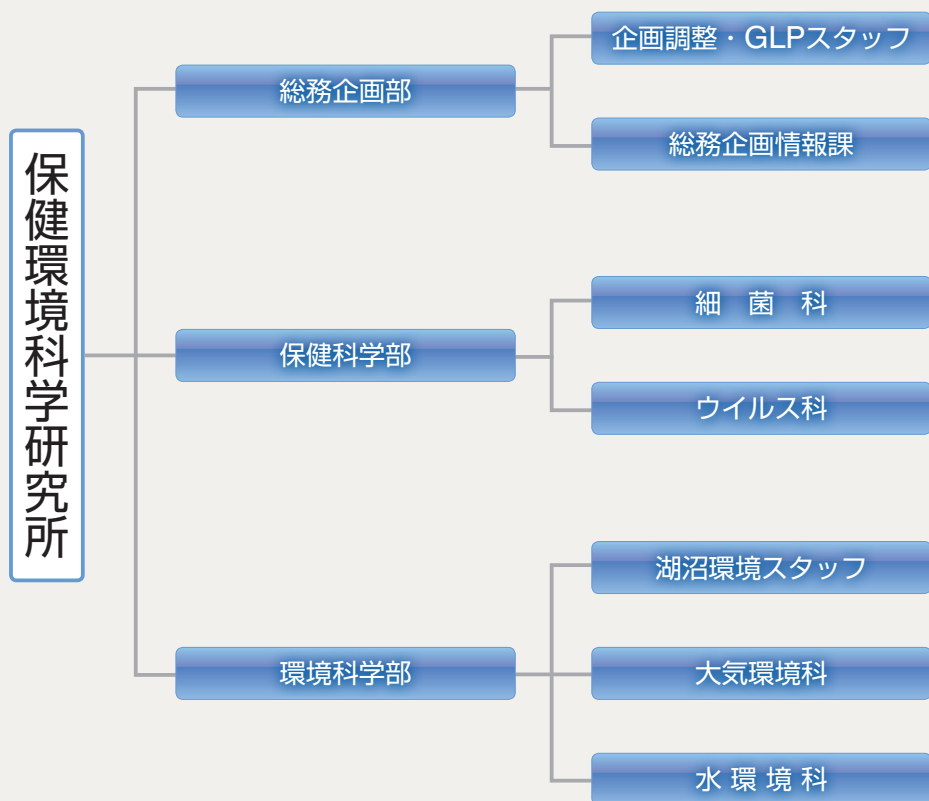 保健環境科学研究所
総務企画部
企画調整・GLPスタッフ
総務企画情報課
保健科学部
細　菌　科
ウイルス科
環境科学部
湖沼環境スタッフ
大気環境科
水 環 境 科